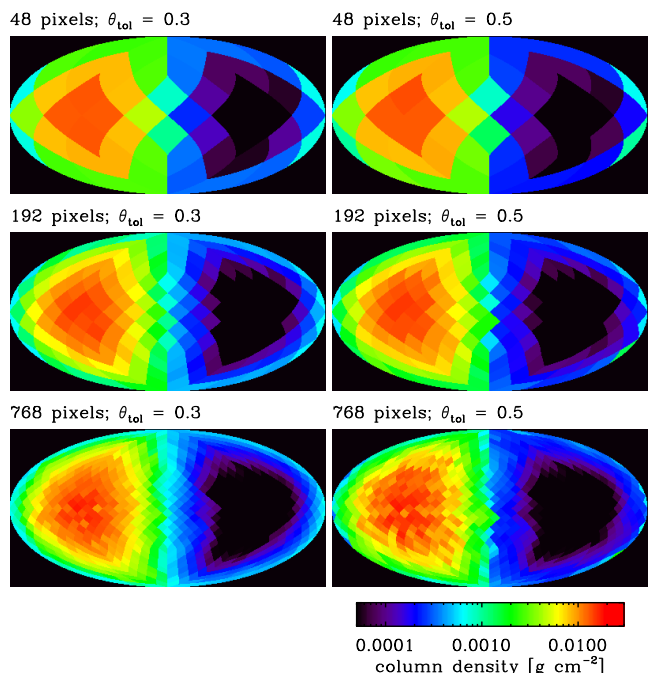 48 pixels; θtol = 0.3
48 pixels; θtol = 0.5
192 pixels; θtol = 0.3
192 pixels; θtol = 0.5
768 pixels; θtol = 0.3
768 pixels; θtol = 0.5
0.0001 0.0010 0.0100
column density [g cm⁻²]